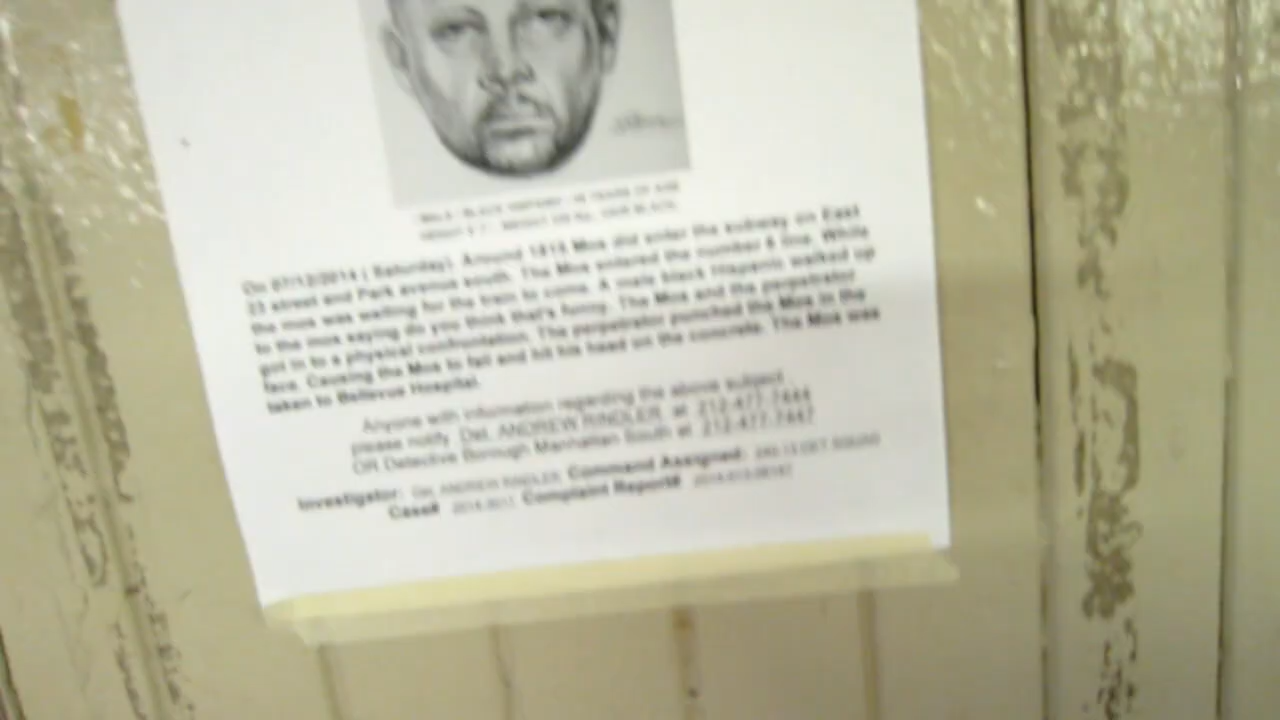 On 07/12/2014 ( Saturday). Around 1815 Mos did enter the subway on East
23 street and Park avenue south. The Mos entered the number 6 line. While
the mos was waiting for the train to come. A male black Hispanic walked up
to the mos saying do you think that's funny. The Mos and the perpetrator
got in to a physical confrontation. The perpetrator punched the Mos in the
face. Causing the Mos to fall and hit his head on the concrete. The Mos was
taken to Bellevue Hospital.
Anyone with information regarding the above subject
please notify Det. ANDREW RINDLER at 212-477-7444
OR Detective Borough Manhattan South at 212-477-7447
Investigator: Det. ANDREW RINDLER Command Assigned:
Case# Complaint Report#